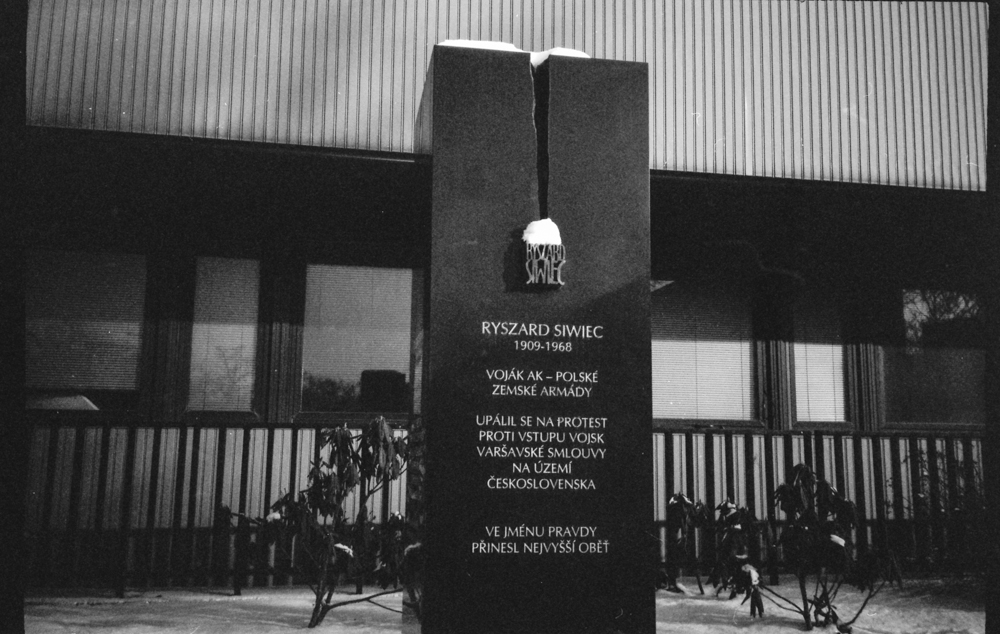 RYSZARD
SIWIEC
RYSZARD SIWIEC
1909-1968
VOJÁK AK – POLSKÉ
ZEMSKÉ ARMÁDY
UPÁLIL SE NA PROTEST
PROTI VSTUPU VOJSK
VARŠAVSKÉ SMLOUVY
NA ÚZEMÍ
ČESKOSLOVENSKA
VE JMÉNU PRAVDY
PŘINESL NEJVYŠŠÍ OBĚŤ